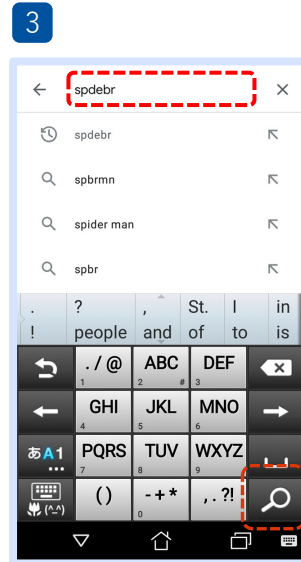 3
spdebr
spdebr
spbrmn
spider man
spbr
. ? , St. I in
! people and of to is
. / @ ABC DEF
1 2 # 3
GHI JKL MNO
4 5 6
あA1 PQRS TUV WXYZ
7 8 9
(^^) () - + * , . ?!
0